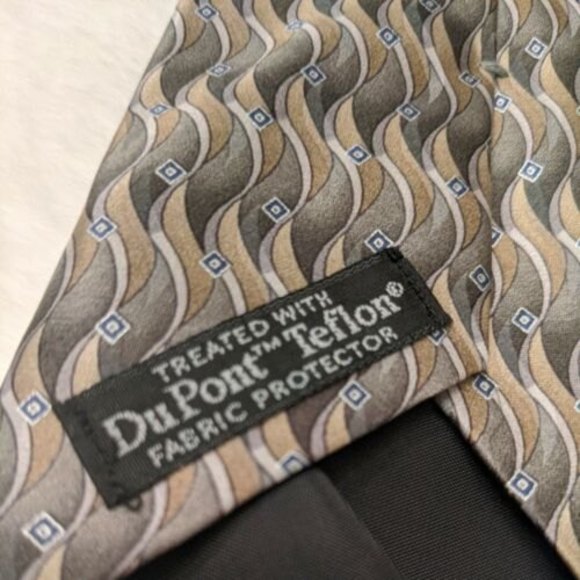 TREATED WITH
DuPont™ Teflon®
FABRIC PROTECTOR